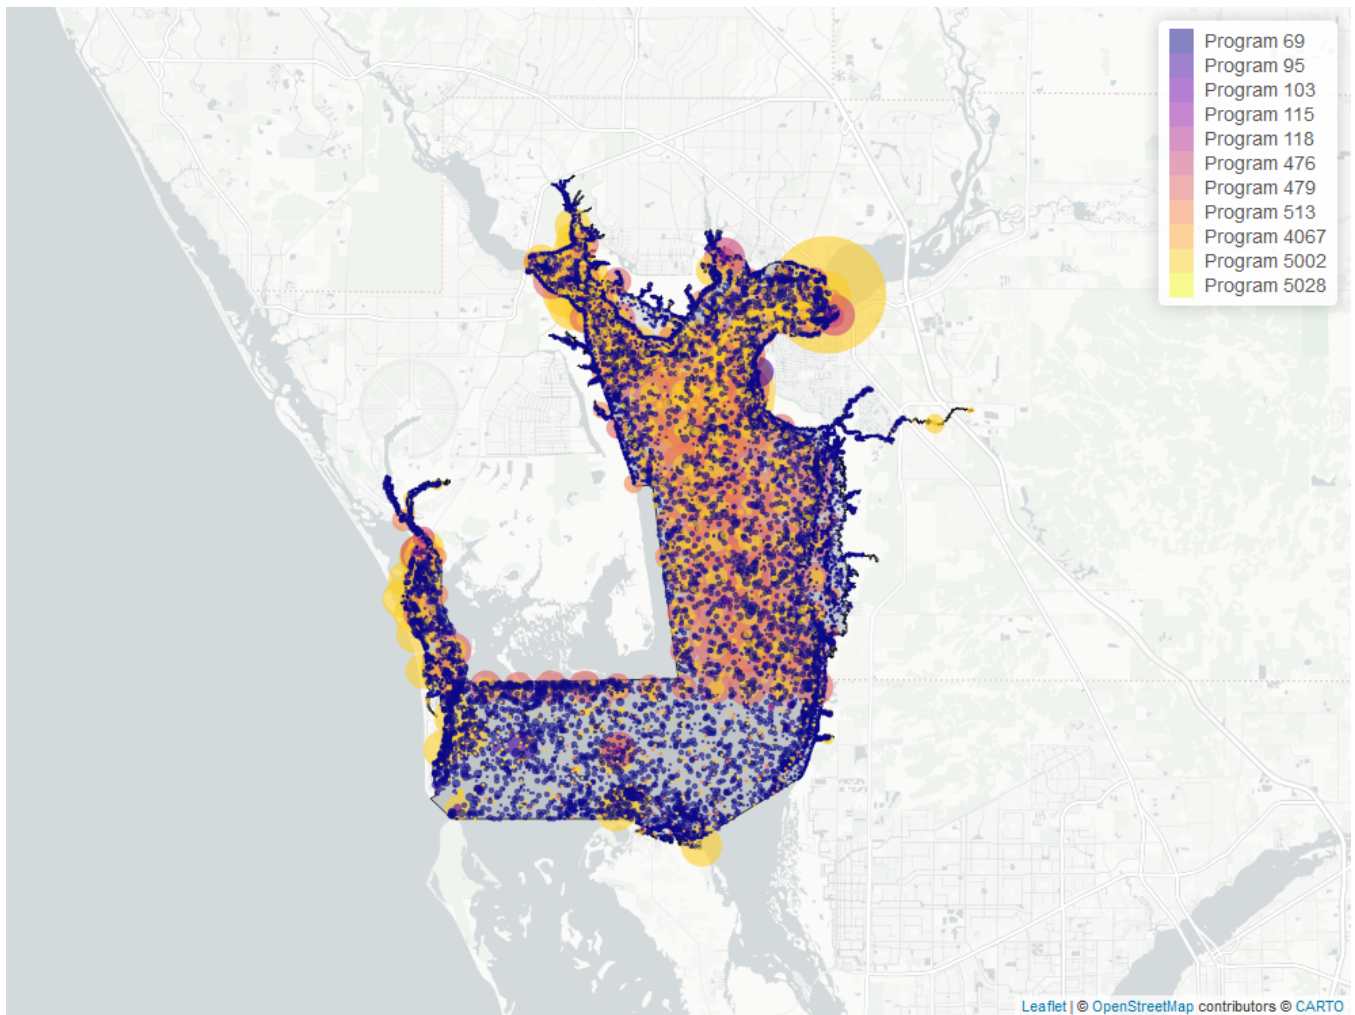 Program 69
Program 95
Program 103
Program 115
Program 118
Program 476
Program 479
Program 513
Program 4067
Program 5002
Program 5028
Leaflet | © OpenStreetMap contributors © CARTO